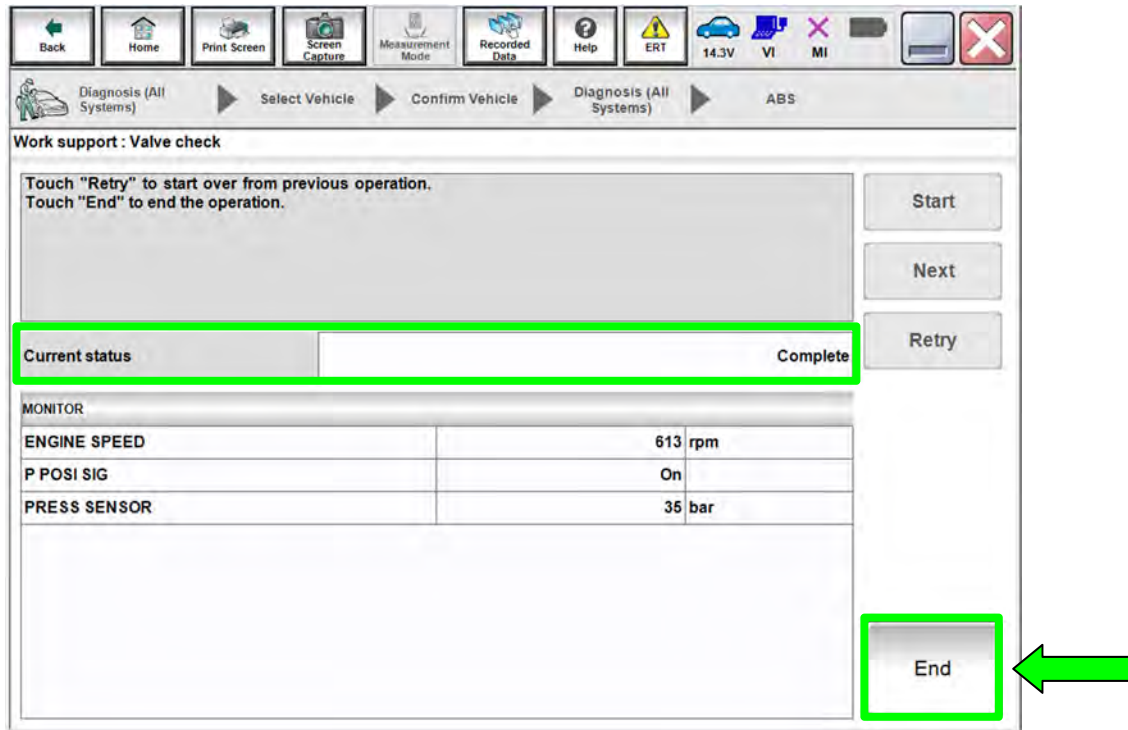 Back
Home
Print Screen
Screen
Capture
Measurement
Mode
Recorded
Data
Help
ERT
14.3V
VI
MI
Diagnosis (All
Systems)
Select Vehicle
Confirm Vehicle
Diagnosis (All
Systems)
ABS
Work support : Valve check
Touch "Retry" to start over from previous operation.
Touch "End" to end the operation.
Start
Next
Retry
Current status Complete
MONITOR
ENGINE SPEED 613 rpm
P POSI SIG On
PRESS SENSOR 35 bar
End